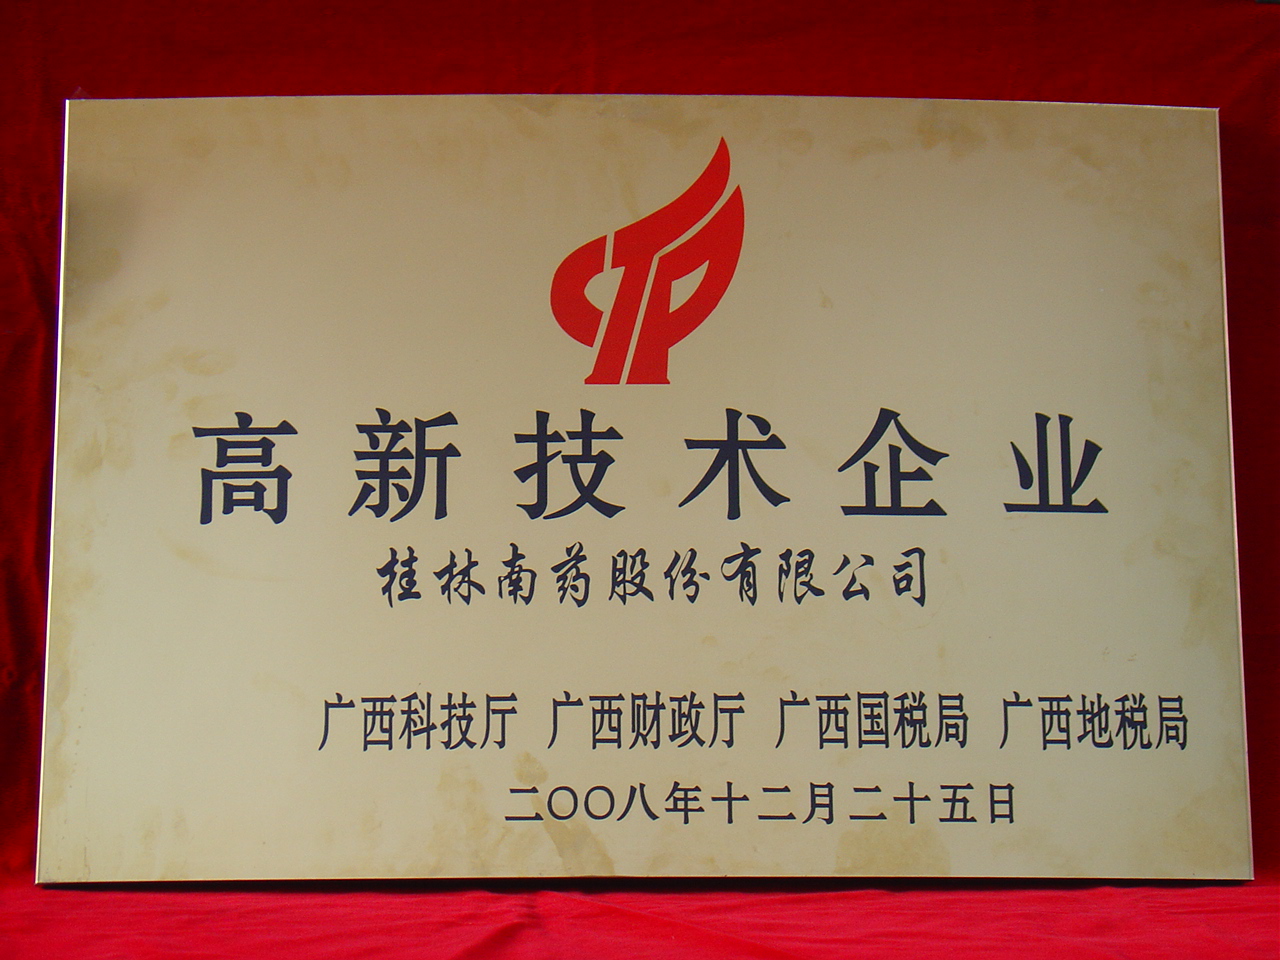 高新技术企业
桂林南药股份有限公司
广西科技厅 广西财政厅 广西国税局 广西地税局
二〇〇八年十二月二十五日